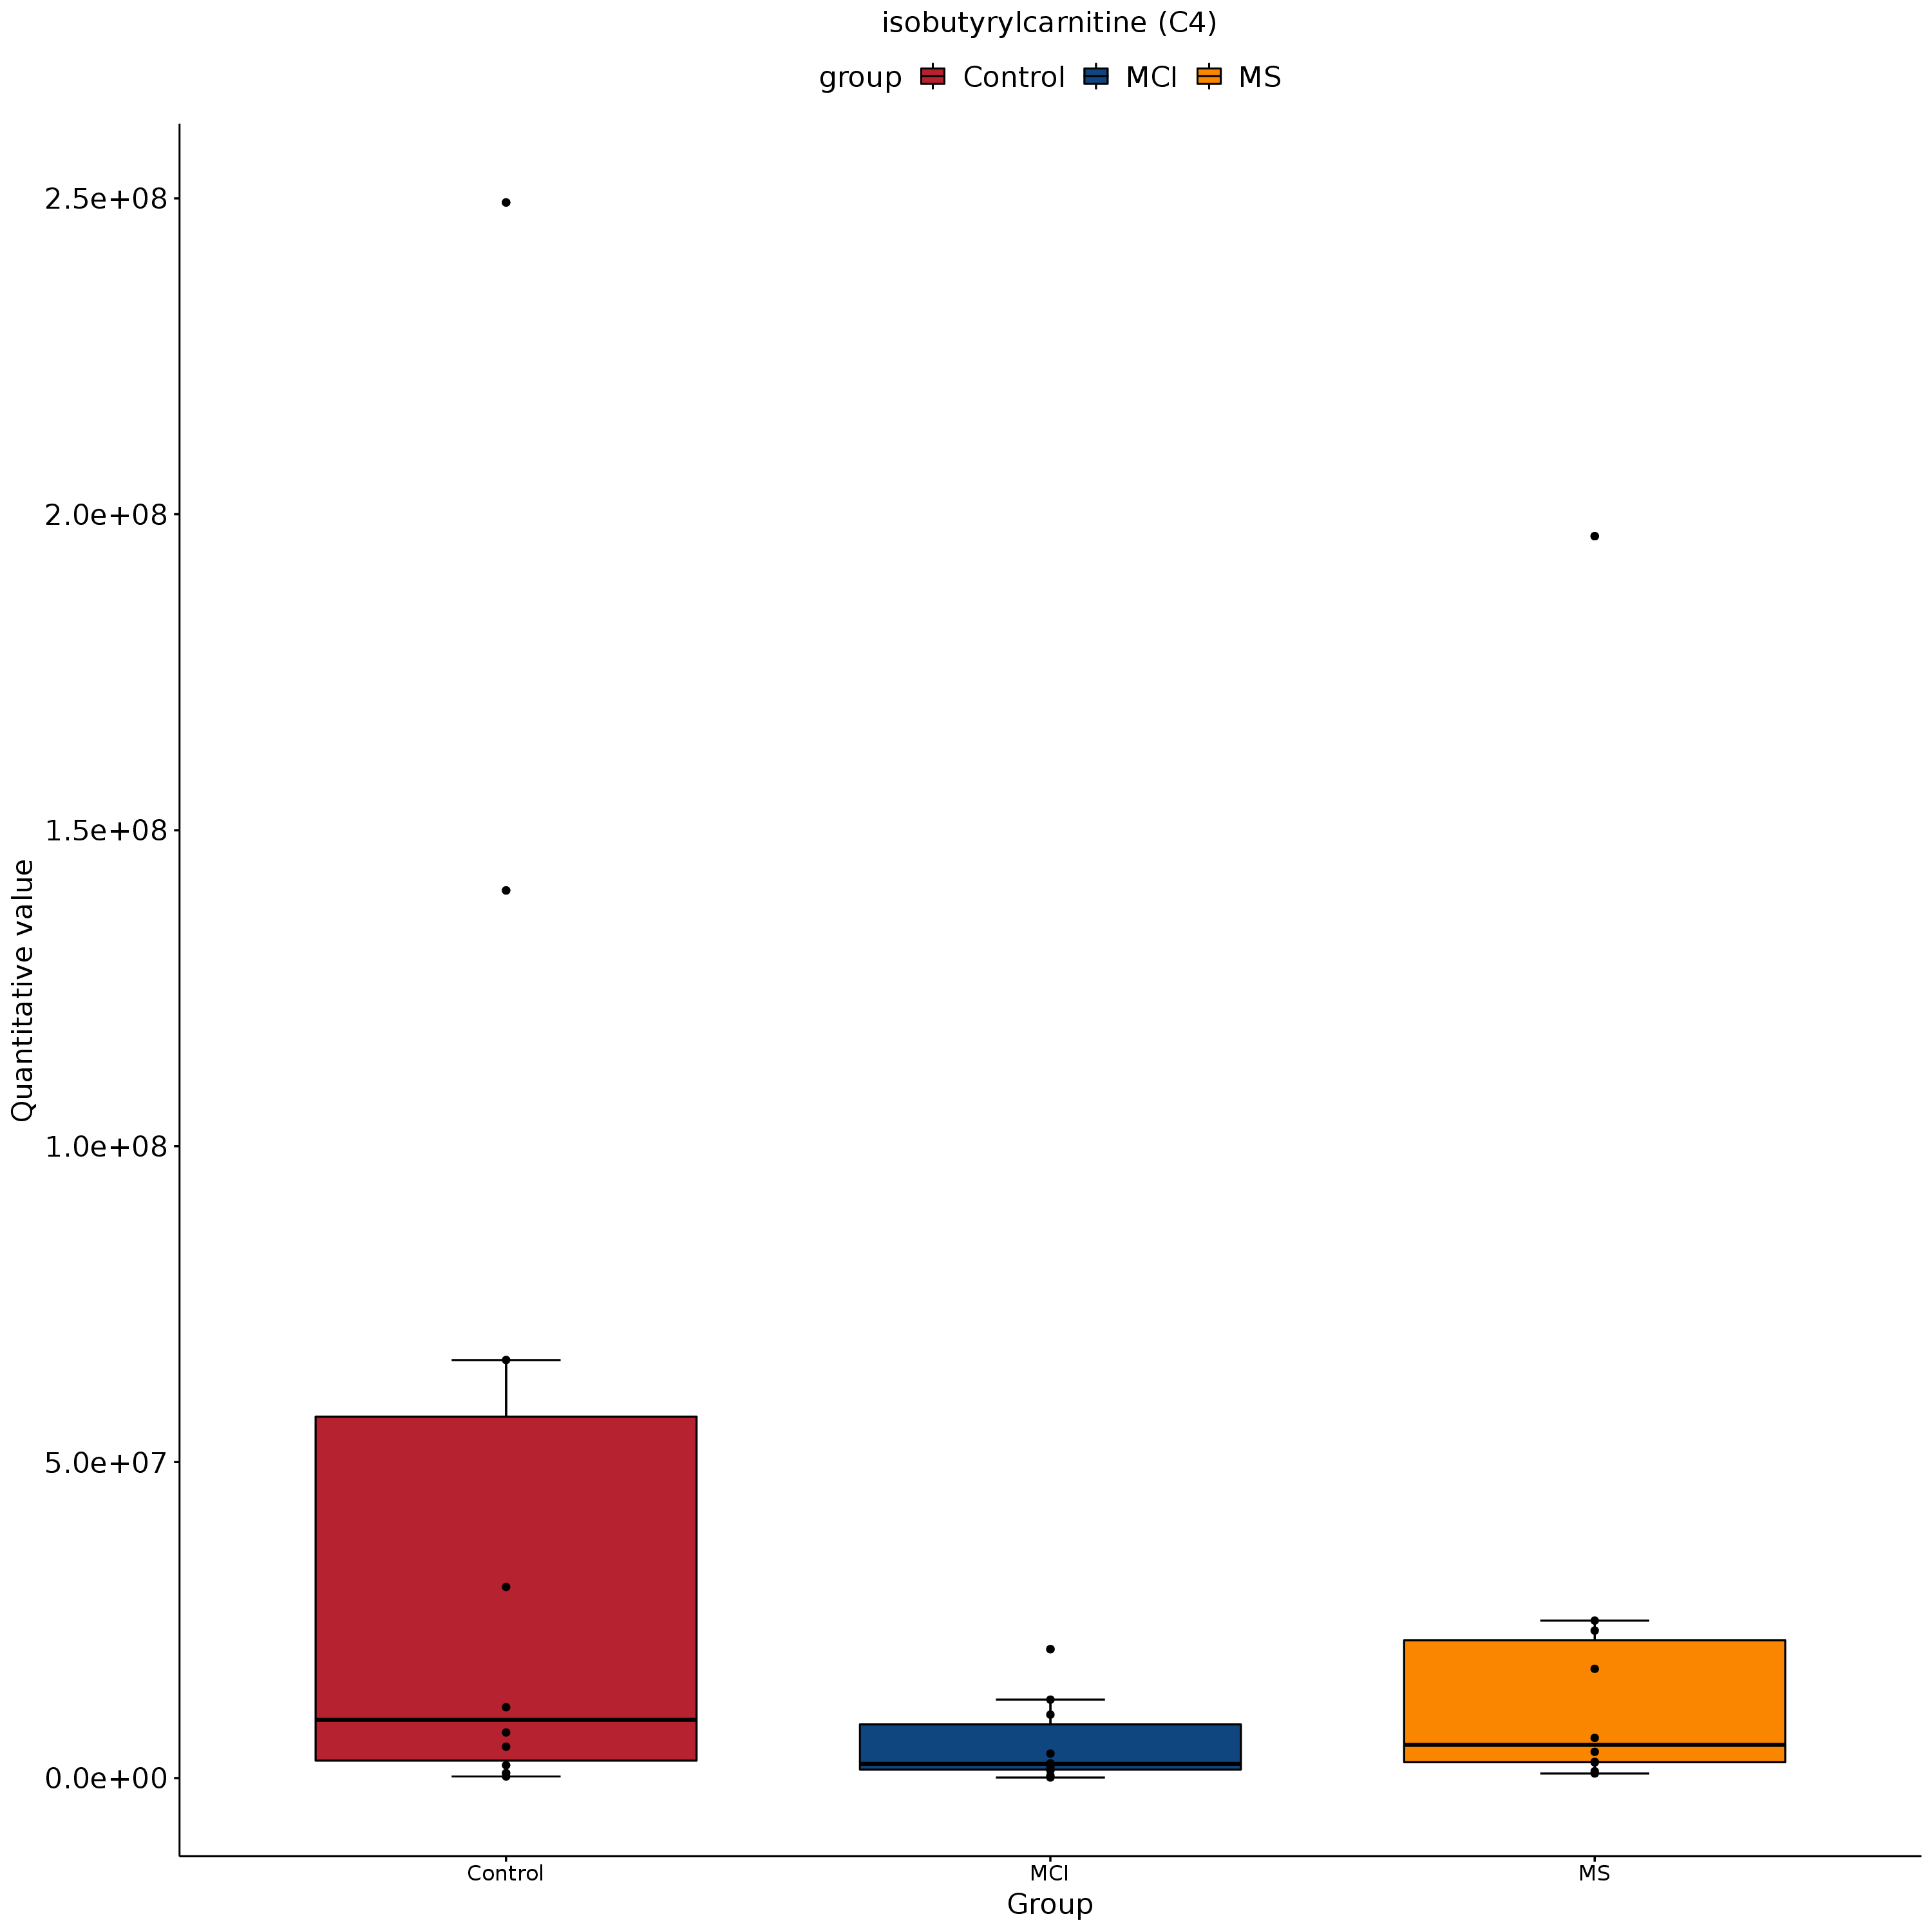 isobutyrylcarnitine (C4)
group Control MCI MS
Quantitative value
2.5e+08
2.0e+08
1.5e+08
1.0e+08
5.0e+07
0.0e+00
Control MCI MS
Group